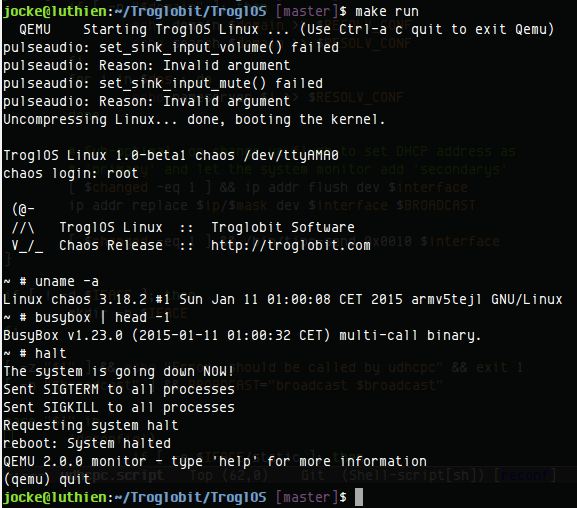 jocke@luthien:~/Troglobit/TroglOS [master]$ make run
QEMU Starting TroglOS Linux ... (Use Ctrl-a c quit to exit Qemu)
pulseaudio: set_sink_input_volume() failed
pulseaudio: Reason: Invalid argument
pulseaudio: set_sink_input_mute() failed
pulseaudio: Reason: Invalid argument
Uncompressing Linux... done, booting the kernel.
TroglOS Linux 1.0-beta1 chaos /dev/ttyAMA0
chaos login: root
(@-
//\ TroglOS Linux :: Troglobit Software
V_/_ Chaos Release :: http://troglobit.com
~ # uname -a
Linux chaos 3.18.2 #1 Sun Jan 11 01:00:08 CET 2015 armv5tejl GNU/Linux
~ # busybox | head -1
BusyBox v1.23.0 (2015-01-11 01:00:32 CET) multi-call binary.
~ # halt
The system is going down NOW!
Sent SIGTERM to all processes
Sent SIGKILL to all processes
Requesting system halt
reboot: System halted
QEMU 2.0.0 monitor - type 'help' for more information
(qemu) quit
jocke@luthien:~/Troglobit/TroglOS [master]$